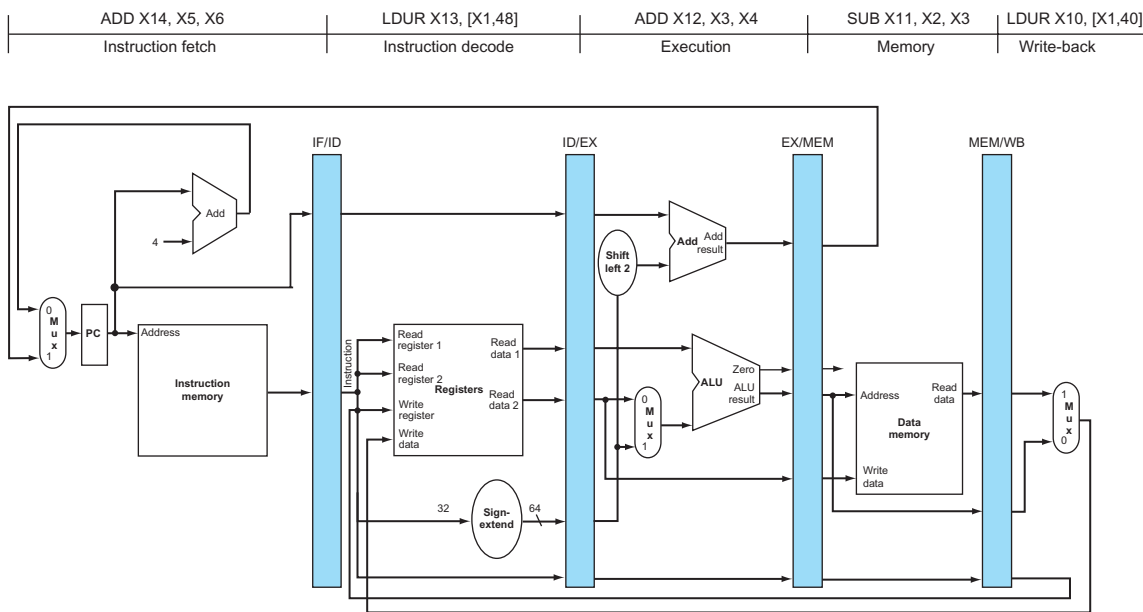 ADD X14, X5, X6
LDUR X13, [X1,48]
ADD X12, X3, X4
SUB X11, X2, X3
LDUR X10, [X1,40]
Instruction fetch
Instruction decode
Execution
Memory
Write-back
IF/ID
ID/EX
EX/MEM
MEM/WB
Add
4
Shift
left 2
Add
Add
result
0
M
u
x
1
PC
Address
Instruction
memory
Instruction
Read
register 1
Read
register 2
Write
register
Write
data
Registers
Read
data 1
Read
data 2
0
M
u
x
1
ALU
Zero
ALU
result
Address
Read
data
Data
memory
Write
data
1
M
u
x
0
32
Sign-
extend
64